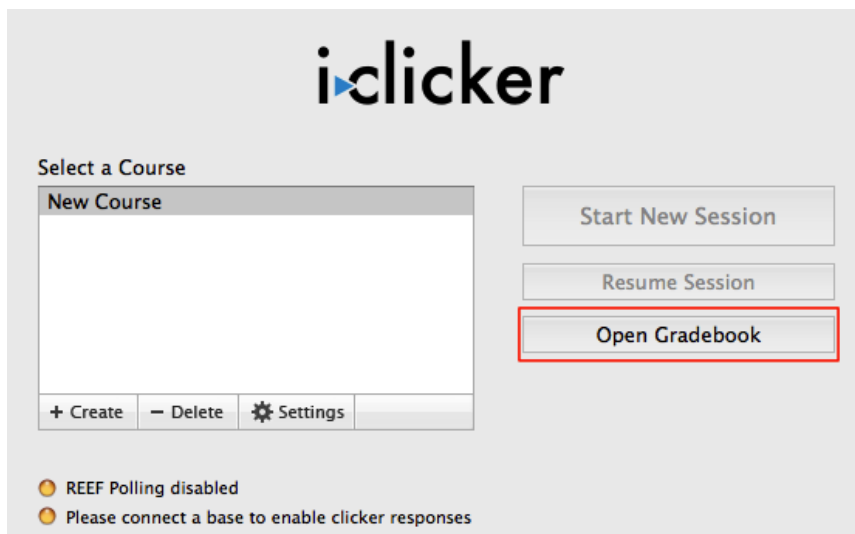 i clicker
Select a Course
New Course
Start New Session
Resume Session
Open Gradebook
+ Create − Delete Settings
REEF Polling disabled
Please connect a base to enable clicker responses